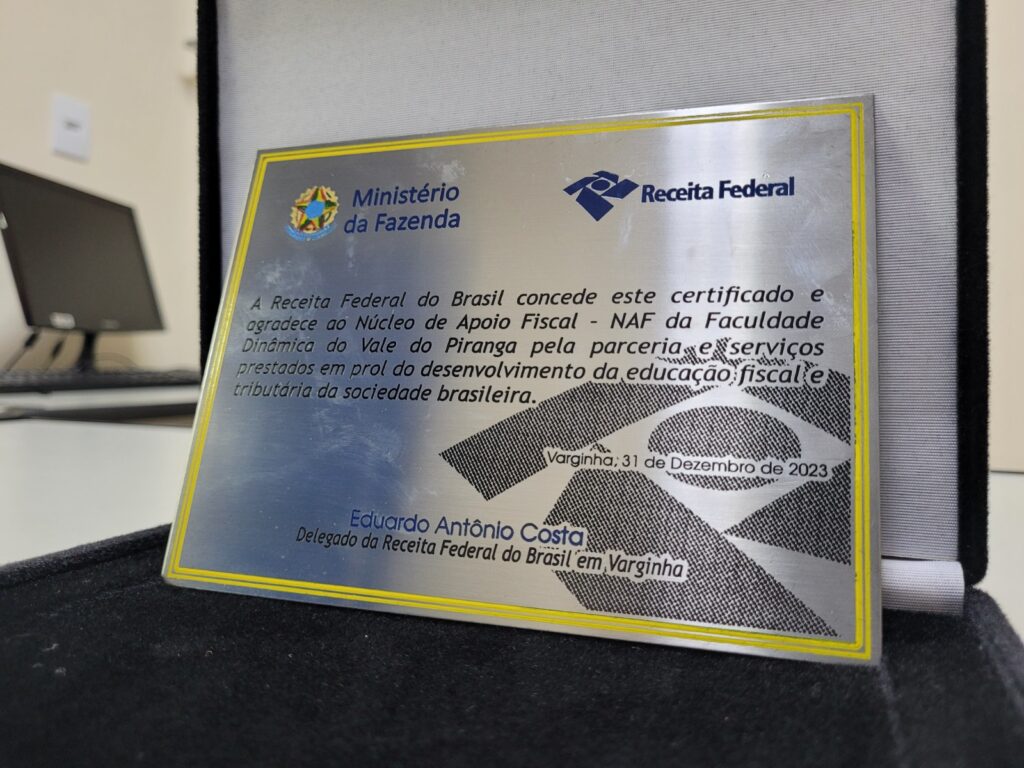 Ministério
da Fazenda
Receita Federal
A Receita Federal do Brasil concede este certificado e
agradece ao Núcleo de Apoio Fiscal - NAF da Faculdade
Dinâmica do Vale do Piranga pela parceria e serviços
prestados em prol do desenvolvimento da educação fiscal e
tributária da sociedade brasileira.
Varginha, 31 de Dezembro de 2023
Eduardo Antônio Costa
Delegado da Receita Federal do Brasil em Varginha